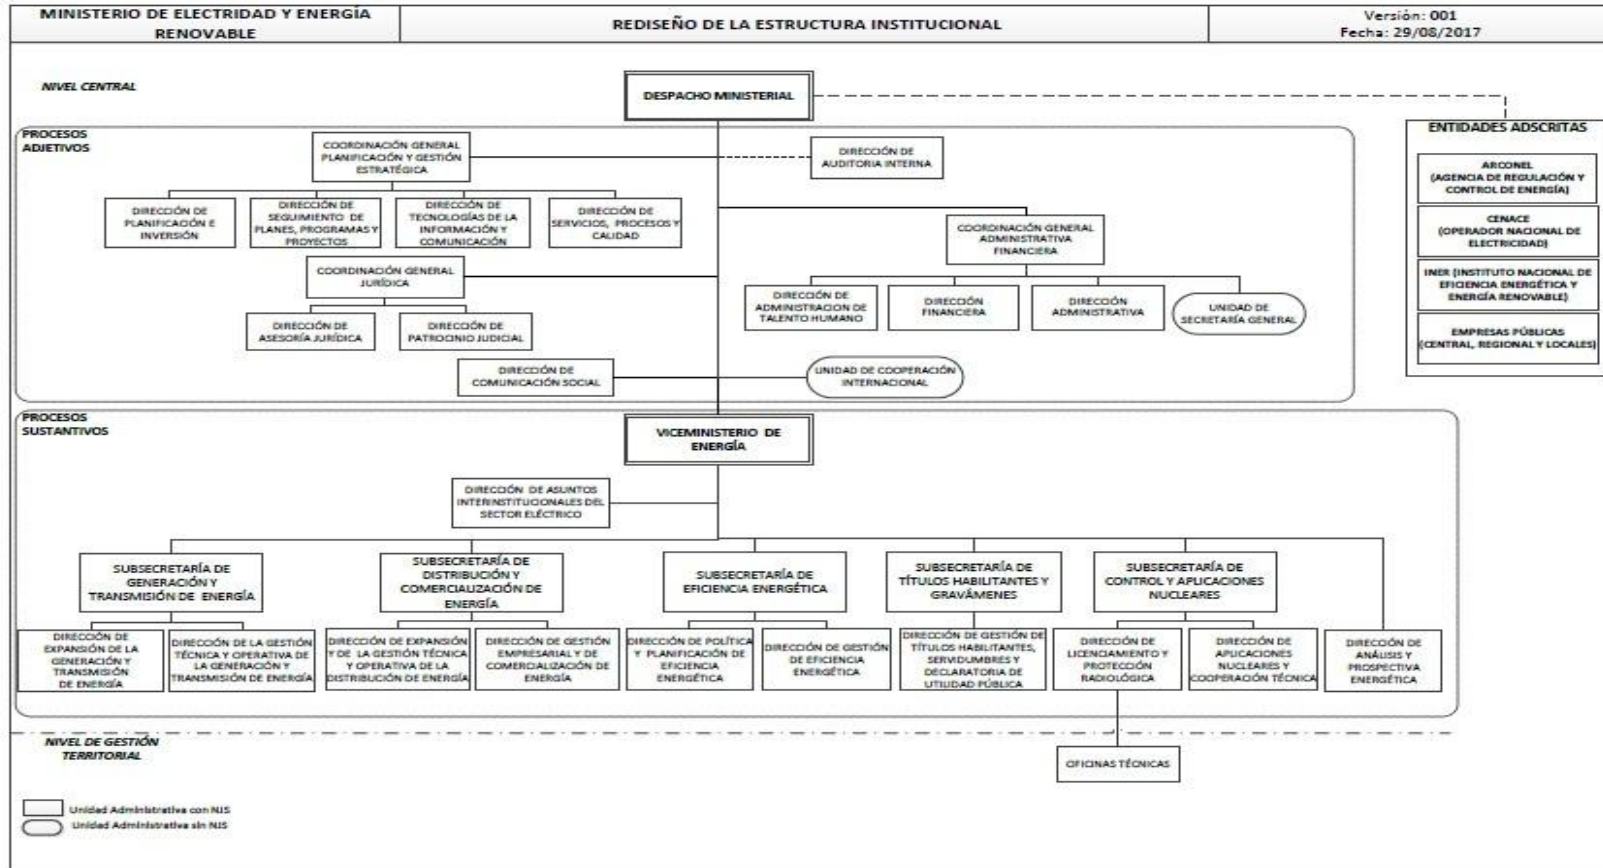 MINISTERIO DE ELECTRIDAD Y ENERGÍA
RENOVABLE
REDISEÑO DE LA ESTRUCTURA INSTITUCIONAL
Versión: 001
Fecha: 29/08/2017
NIVEL CENTRAL
DESPACHO MINISTERIAL
PROCESOS
ADJETIVOS
COORDINACIÓN GENERAL
PLANIFICACIÓN Y GESTIÓN
ESTRATÉGICA
DIRECCIÓN DE
AUDITORIA INTERNA
DIRECCIÓN DE
PLANIFICACIÓN E
INVERSIÓN
DIRECCIÓN DE
SEGUIMIENTO DE
PLANES, PROGRAMAS Y
PROYECTOS
DIRECCIÓN DE
TECNOLOGÍAS DE LA
INFORMACIÓN Y
COMUNICACIÓN
DIRECCIÓN DE
SERVICIOS, PROCESOS Y
CALIDAD
COORDINACIÓN GENERAL
ADMINISTRATIVA
FINANCIERA
COORDINACIÓN GENERAL
JURÍDICA
DIRECCIÓN DE
ADMINISTRACION DE
TALENTO HUMANO
DIRECCIÓN
FINANCIERA
DIRECCIÓN
ADMINISTRATIVA
UNIDAD DE
SECRETARÍA GENERAL
DIRECCIÓN DE
ASESORÍA JURÍDICA
DIRECCIÓN DE
PATROCINIO JUDICIAL
DIRECCIÓN DE
COMUNICACIÓN SOCIAL
UNIDAD DE COOPERACIÓN
INTERNACIONAL
ENTIDADES ADSCRITAS
ARCONEL
(AGENCIA DE REGULACIÓN Y
CONTROL DE ENERGÍA)
CENACE
(OPERADOR NACIONAL DE
ELECTRICIDAD)
INER (INSTITUTO NACIONAL DE
EFICIENCIA ENERGÉTICA Y
ENERGÍA RENOVABLE)
EMPRESAS PÚBLICAS
(CENTRAL, REGIONAL Y LOCALES)
PROCESOS
SUSTANTIVOS
VICEMINISTERIO DE
ENERGÍA
DIRECCIÓN DE ASUNTOS
INTERINSTITUCIONALES DEL
SECTOR ELÉCTRICO
SUBSECRETARÍA DE
GENERACIÓN Y
TRANSMISIÓN DE ENERGÍA
SUBSECRETARÍA DE
DISTRIBUCIÓN Y
COMERCIALIZACIÓN DE
ENERGÍA
SUBSECRETARÍA DE
EFICIENCIA ENERGÉTICA
SUBSECRETARÍA DE
TÍTULOS HABILITANTES Y
GRAVÁMENES
SUBSECRETARÍA DE
CONTROL Y APLICACIONES
NUCLEARES
DIRECCIÓN DE
EXPANSIÓN DE LA
GENERACIÓN Y
TRANSMISIÓN
DE ENERGÍA
DIRECCIÓN DE LA GESTIÓN
TÉCNICA Y OPERATIVA DE
LA GENERACIÓN Y
TRANSMISIÓN DE ENERGÍA
DIRECCIÓN DE EXPANSIÓN
Y DE LA GESTIÓN TÉCNICA
Y OPERATIVA DE LA
DISTRIBUCIÓN DE ENERGÍA
DIRECCIÓN DE GESTIÓN
EMPRESARIAL Y DE
COMERCIALIZACIÓN DE
ENERGÍA
DIRECCIÓN DE POLÍTICA
Y PLANIFICACIÓN DE
EFICIENCIA
ENERGÉTICA
DIRECCIÓN DE GESTIÓN
DE EFICIENCIA
ENERGÉTICA
DIRECCIÓN DE GESTIÓN DE
TÍTULOS HABILITANTES,
SERVIDUMBRES Y
DECLARATORIA DE
UTILIDAD PÚBLICA
DIRECCIÓN DE
LICENCIAMIENTO Y
PROTECCIÓN
RADIOLÓGICA
DIRECCIÓN DE
APLICACIONES
NUCLEARES Y
COOPERACIÓN TÉCNICA
DIRECCIÓN DE
ANÁLISIS Y
PROSPECTIVA
ENERGÉTICA
NIVEL DE GESTIÓN
TERRITORIAL
OFICINAS TÉCNICAS
Unidad Administrativa con NJS
Unidad Administrativa sin NJS